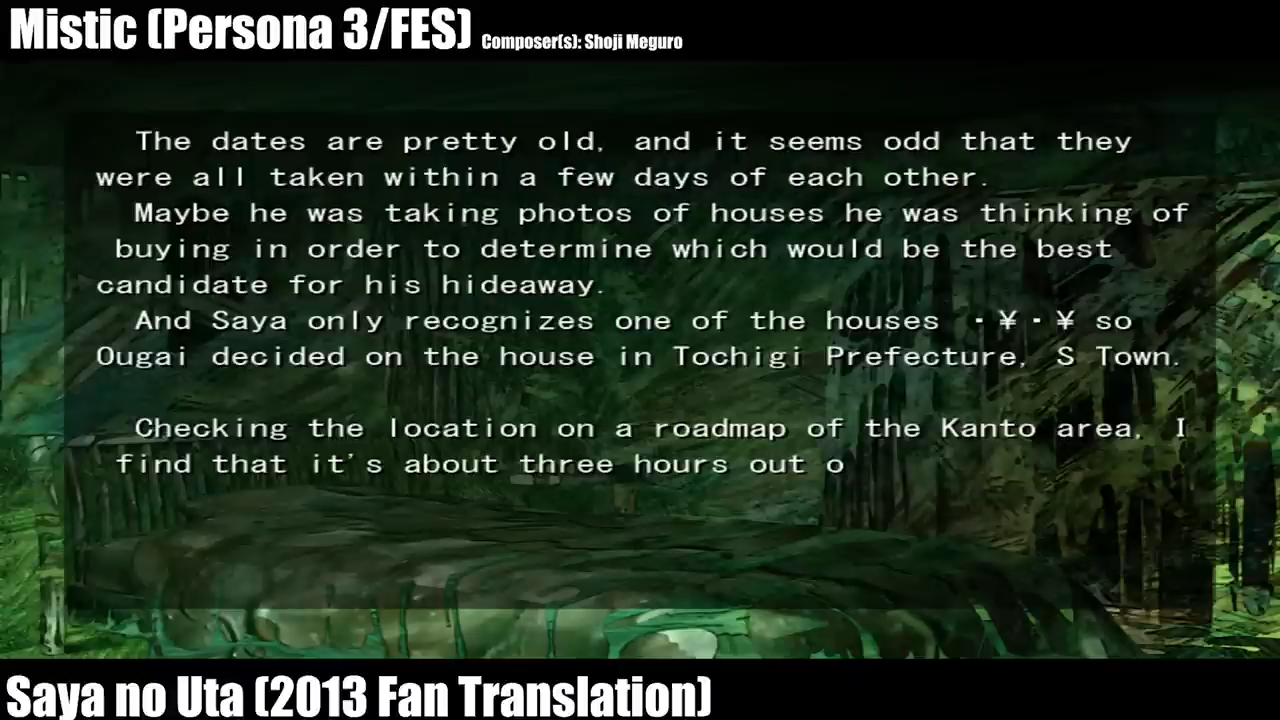 Mistic (Persona 3/FES) Composer(s): Shoji Meguro
The dates are pretty old, and it seems odd that they
were all taken within a few days of each other.
Maybe he was taking photos of houses he was thinking of
buying in order to determine which would be the best
candidate for his hideaway.
And Saya only recognizes one of the houses ・¥・¥ so
Ougai decided on the house in Tochigi Prefecture, S Town.
Checking the location on a roadmap of the Kanto area, I
find that it's about three hours out o
Saya no Uta (2013 Fan Translation)